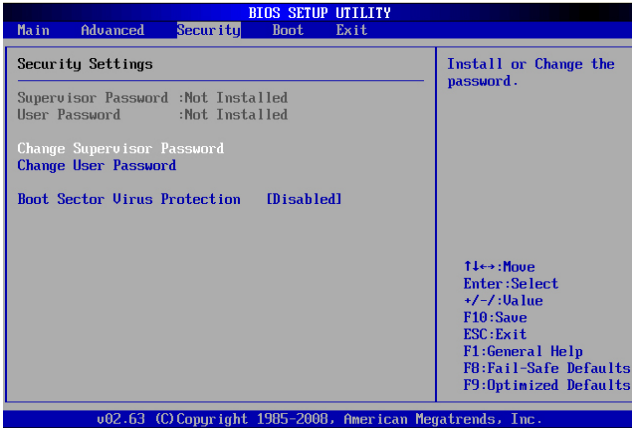 BIOS SETUP UTILITY
Main Advanced Security Boot Exit
Security Settings
Supervisor Password :Not Installed
User Password :Not Installed
Change Supervisor Password
Change User Password
Boot Sector Virus Protection [Disabled]
Install or Change the
password.
↑↓←→:Move
Enter:Select
+/-/:Value
F10:Save
ESC:Exit
F1:General Help
F8:Fail-Safe Defaults
F9:Optimized Defaults
v02.63 (C)Copyright 1985-2008, American Megatrends, Inc.